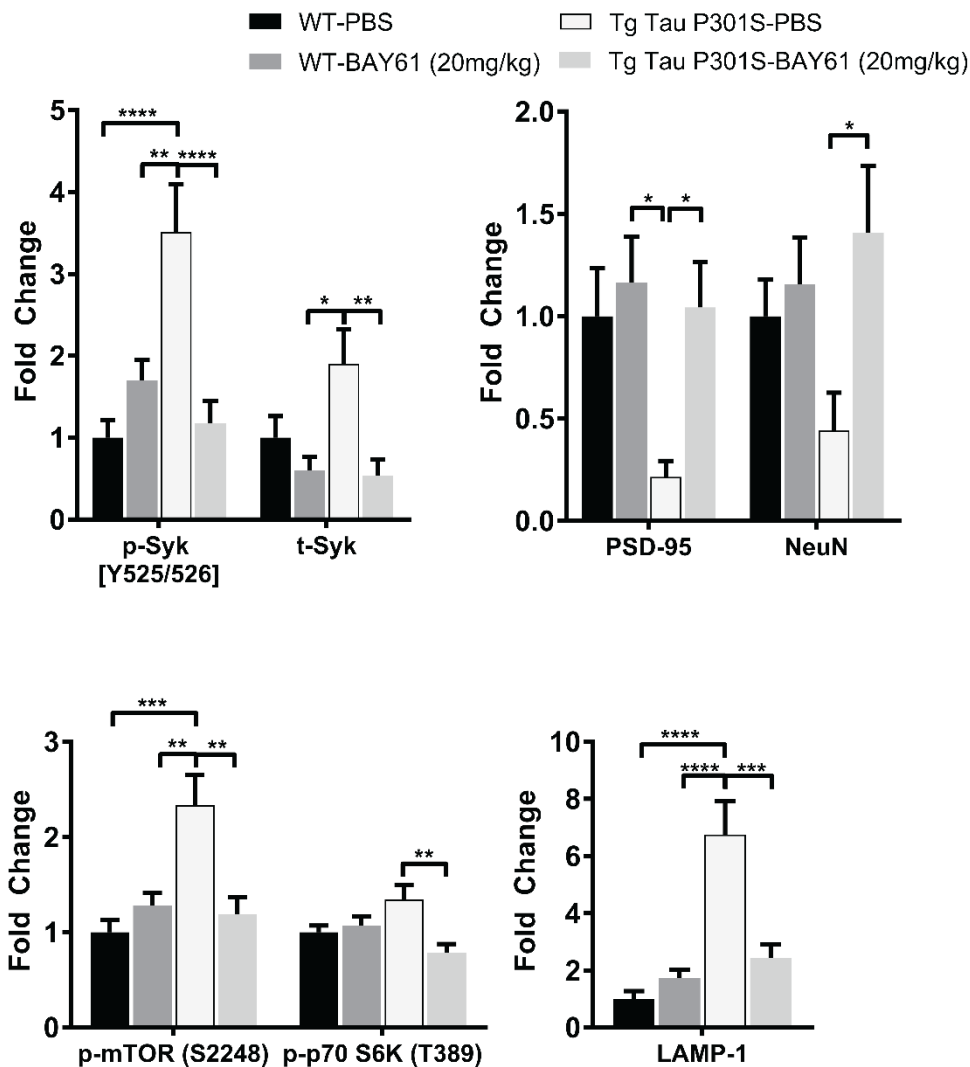 WT-PBS
Tg Tau P301S-PBS
WT-BAY61 (20mg/kg)
Tg Tau P301S-BAY61 (20mg/kg)
Fold Change
5
4
3
2
1
0
****
** ****
* **
p-Syk
[Y525/526]
t-Syk
Fold Change
2.0
1.5
1.0
0.5
0.0
*
* *
PSD-95
NeuN
Fold Change
3
2
1
0
***
** **
**
p-mTOR (S2248)
p-p70 S6K (T389)
Fold Change
10
8
6
4
2
0
****
**** ***
LAMP-1